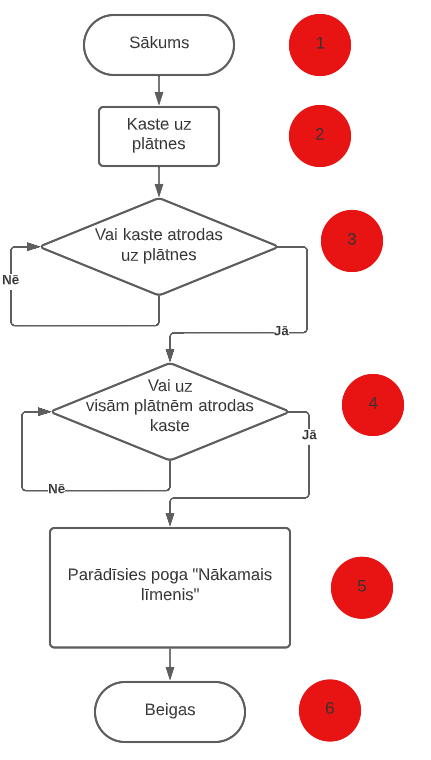 Sākums
1
Kaste uz
plātnes
2
Vai kaste atrodas
uz plātnes
3
Nē
Jā
Vai uz
visām plātnēm atrodas
kaste
4
Jā
Nē
Parādīsies poga "Nākamais
līmenis"
5
Beigas
6